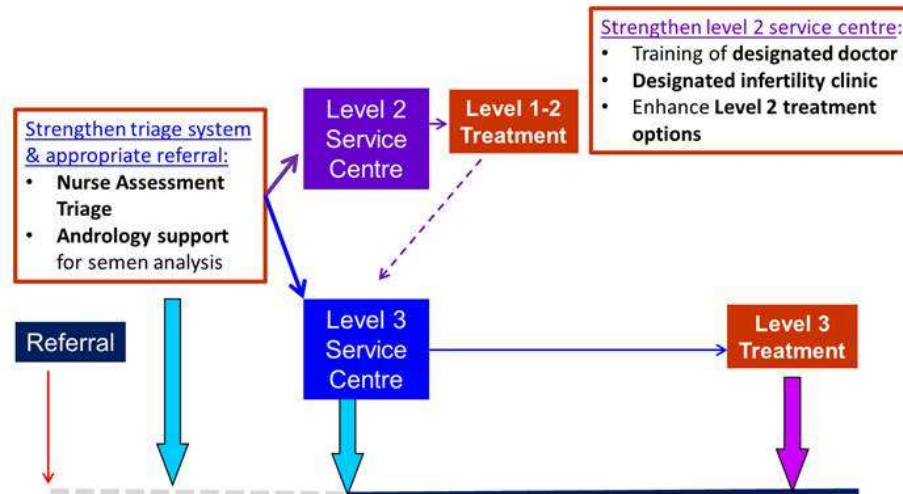 Strengthen level 2 service centre:
• Training of designated doctor
• Designated infertility clinic
• Enhance Level 2 treatment
options
Level 2
Service
Centre
Level 1-2
Treatment
Strengthen triage system
& appropriate referral:
• Nurse Assessment
Triage
• Andrology support
for semen analysis
Referral
Level 3
Service
Centre
Level 3
Treatment